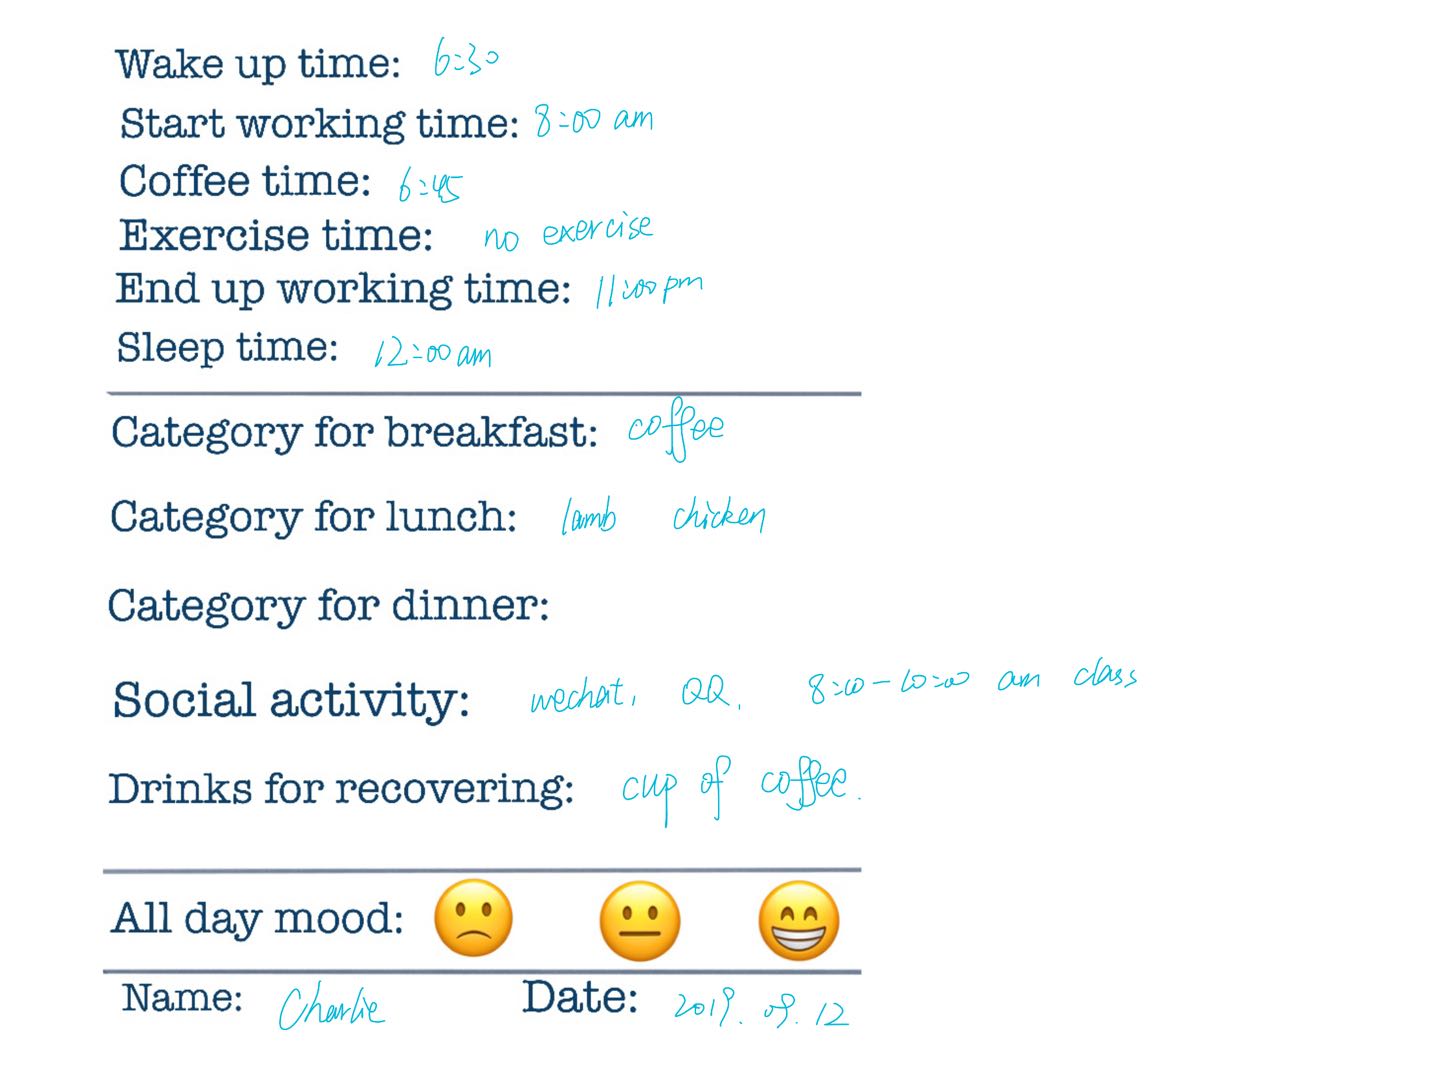 Wake up time: 6:30
Start working time: 8:00 am
Coffee time: 6:45
Exercise time: no exercise
End up working time: 11:00 pm
Sleep time: 12:00 am
Category for breakfast: coffee
Category for lunch: lamb chicken
Category for dinner:
Social activity: wechat, QQ, 8:00-10:00 am class
Drinks for recovering: cup of coffee.
All day mood:
Name: Charlie Date: 2019. 09. 12